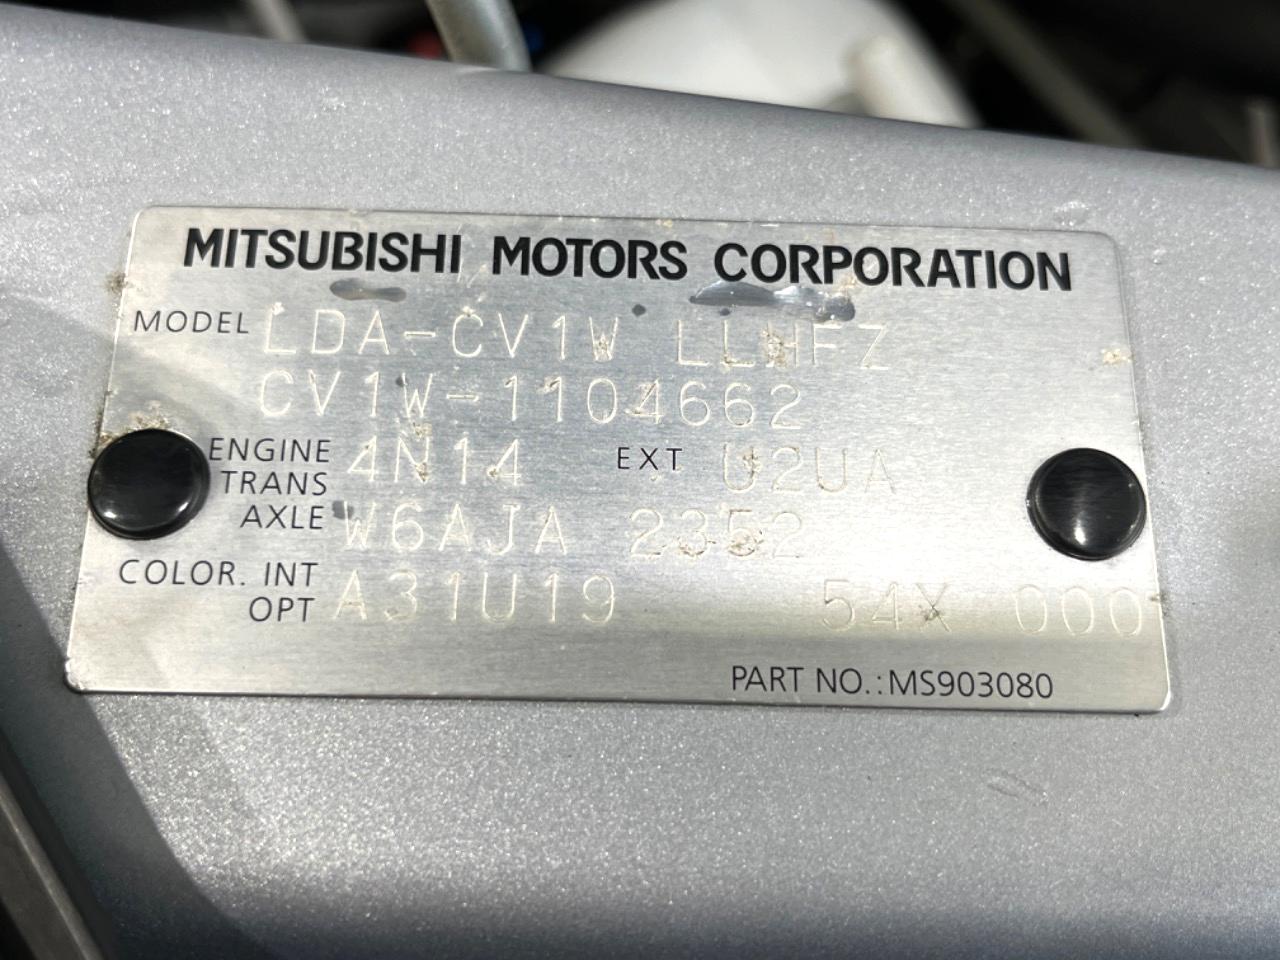 MITSUBISHI MOTORS CORPORATION
MODEL LDA-CV1W LLHFZ
CV1W-1104662
ENGINE 4N14 EXT U2UA
TRANS
AXLE W6AJA 2352
COLOR. INT
OPT A31U19 54X 000
PART NO.:MS903080